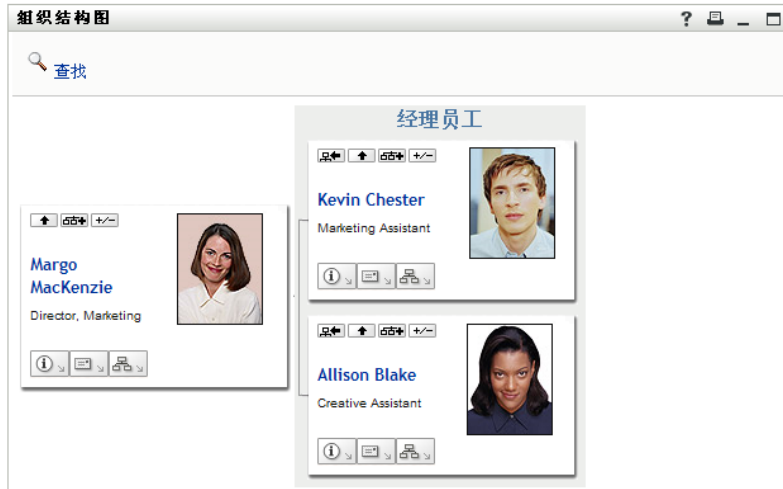 组织结构图
?
查找
经理员工
+/−
Kevin Chester
Marketing Assistant
+/−
Margo
MacKenzie
Director, Marketing
+/−
Allison Blake
Creative Assistant